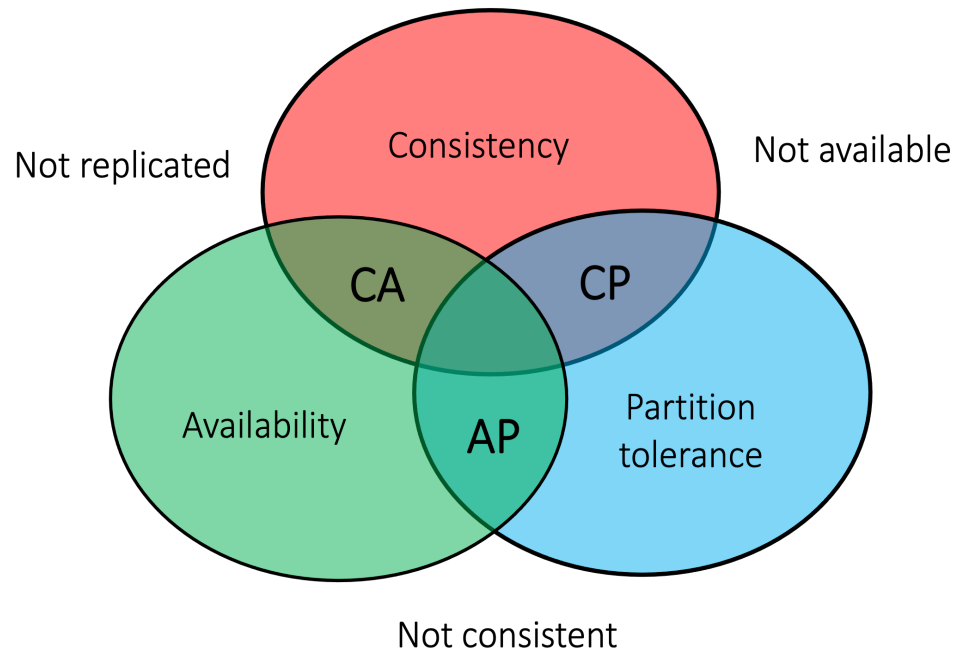 Consistency
Not replicated
Not available
CA
CP
Availability
AP
Partition
tolerance
Not consistent